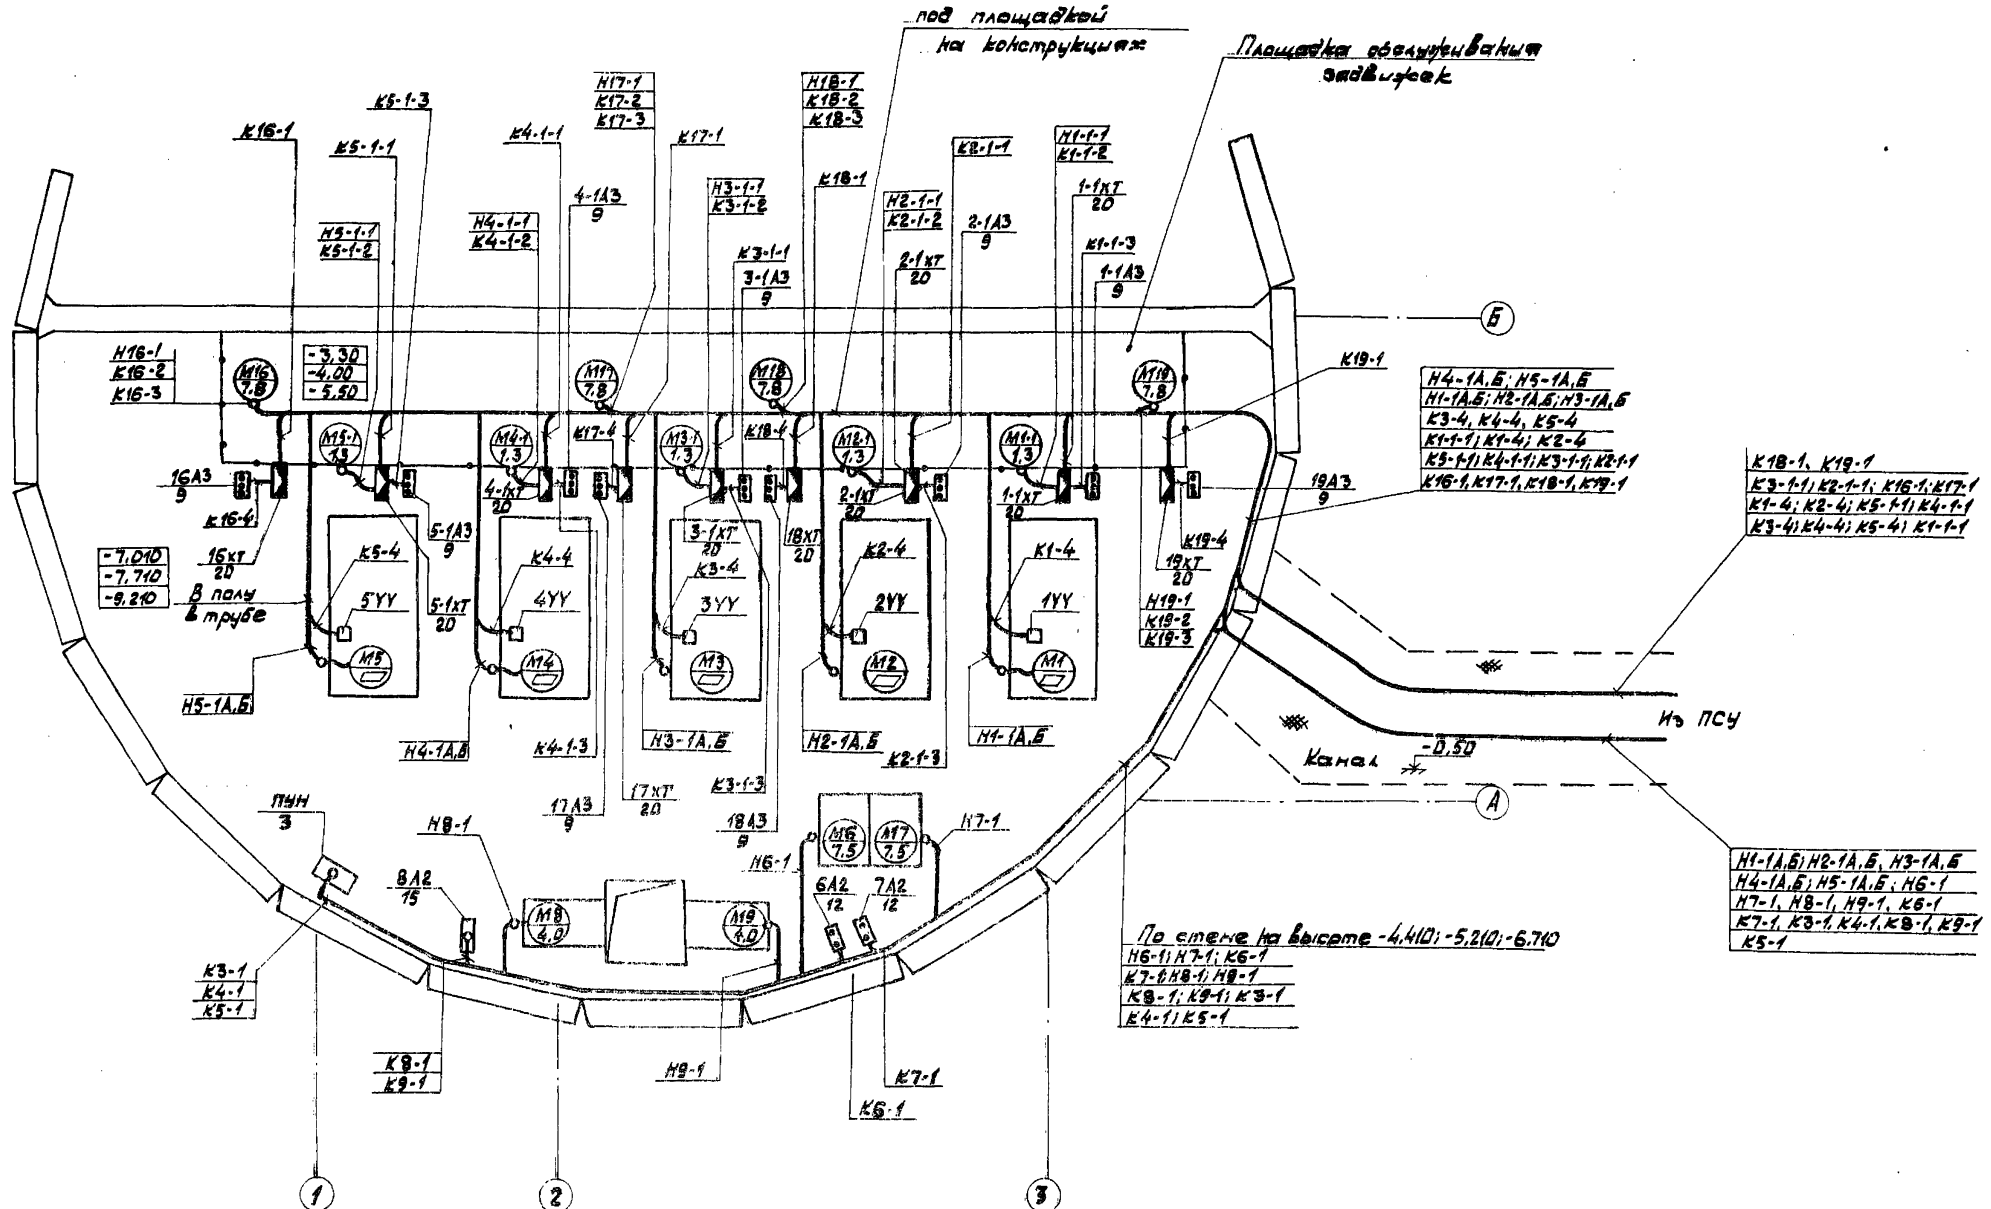 под площадкой
на конструкциях
Площадка обслуживания
задвижек
К16-1
К5-1-3
К5-1-1
Н5-1-1
К5-1-2
К4-1-1
Н4-1-1
К4-1-2
4-1А3
9
Н17-1
К17-2
К17-3
К17-1
Н3-1-1
К3-1-2
К3-1-1
3-1А3
9
Н18-1
К18-2
К18-3
К18-1
Н2-1-1
К2-1-2
К2-1-1
2-1А3
9
2-1ХТ
20
Н1-1-1
К1-1-2
1-1ХТ
20
К1-1-3
1-1А3
9
Б
Н16-1
К16-2
К16-3
М16
7.8
-3,30
-4,00
-5,50
М17
7.8
М18
7.8
М19
7.8
К19-1
Н4-1А,Б; Н5-1А,Б
Н1-1А,Б; Н2-1А,Б; Н3-1А,Б
К3-4, К4-4, К5-4
К1-1-1; К1-4; К2-4
К5-1-1; К4-1-1; К3-1-1; К2-1-1
К16-1, К17-1, К18-1, К19-1
К18-1, К19-1
К3-1-1; К2-1-1; К16-1; К17-1
К1-4; К2-4; К5-1-1; К4-1-1
К3-4; К4-4; К5-4; К1-1-1
М5-1
1,3
М4-1
1,3
К17-4
М3-1
1.3
К18-4
М2-1
1.3
М1-1
1.3
16А3
9
К16-4
4-1ХТ
20
2-1ХТ
20
1-1ХТ
20
19А3
9
5-1А3
9
3-1ХТ
20
18ХТ
20
К19-4
19ХТ
20
-7,010
-7,710
-9,210
16ХТ
20
В полу
в трубе
К5-4
5УУ
5-1ХТ
20
К4-4
4УУ
К3-4
3УУ
К2-4
2УУ
К1-4
1УУ
Н19-1
К19-2
К19-3
М5
М4
М3
М2
М1
Н5-1А,Б
Н4-1А,Б
К4-1-3
Н3-1А,Б
К3-1-3
Н2-1А,Б
К2-1-3
Н1-1А,Б
Из ПСУ
Канал
-0,50
А
ПУН
3
17А3
9
17ХТ
20
18А3
9
Н8-1
Н6-1
М6
7,5
М17
7,5
Н7-1
8А2
15
6А2
12
7А2
12
М18
4.0
М19
4.0
Н1-1А,Б; Н2-1А,Б, Н3-1А,Б
Н4-1А,Б; Н5-1А,Б; Н6-1
Н7-1, Н8-1, Н9-1, К6-1
К7-1, К3-1, К4-1, К8-1, К9-1
К5-1
По стене на высоте -4,410; -5,210; -6,710
Н6-1; Н7-1; К6-1
К7-1; Н8-1; Н9-1
К8-1; К9-1; К3-1
К4-1; К5-1
К3-1
К4-1
К5-1
К8-1
К9-1
Н9-1
К7-1
К6-1
1
2
3